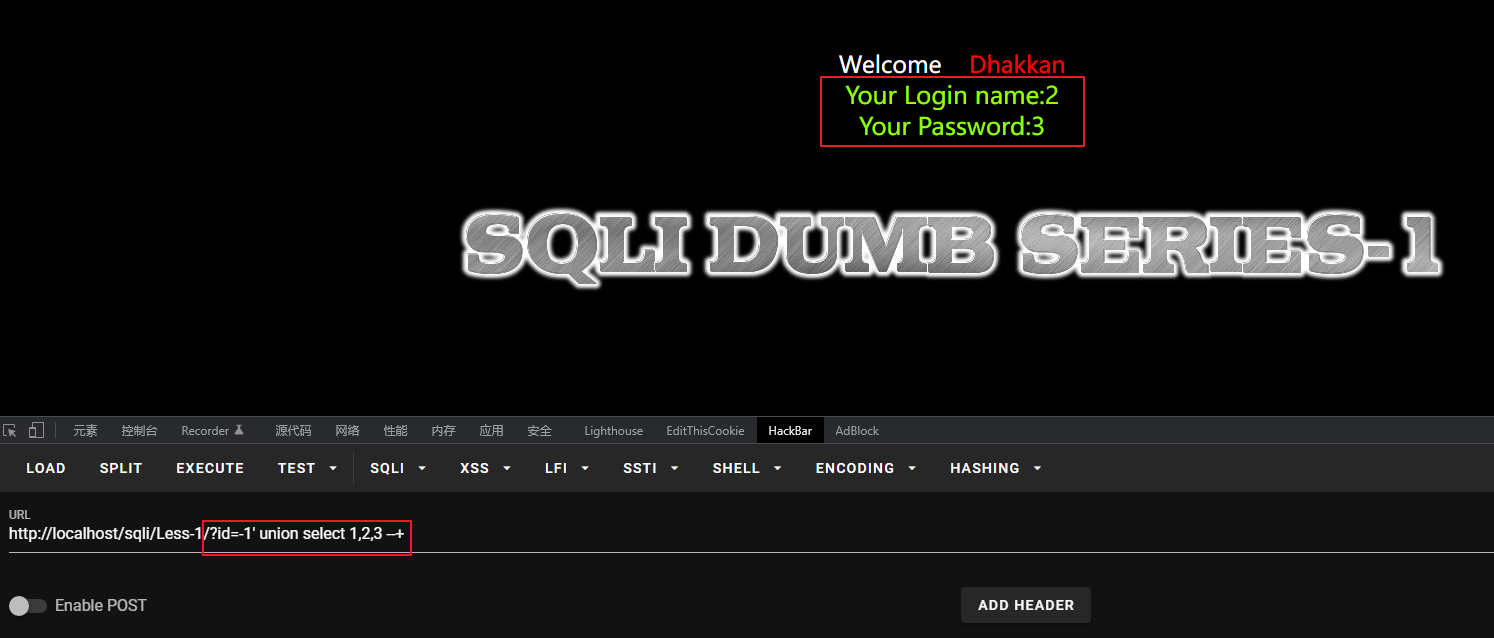 Welcome Dhakkan
Your Login name:2
Your Password:3
SQLI DUMB SERIES-1
元素 控制台 Recorder 源代码 网络 性能 内存 应用 安全 Lighthouse EditThisCookie HackBar AdBlock
LOAD SPLIT EXECUTE TEST SQLI XSS LFI SSTI SHELL ENCODING HASHING
URL
http://localhost/sqli/Less-1/?id=-1' union select 1,2,3 --+
Enable POST ADD HEADER